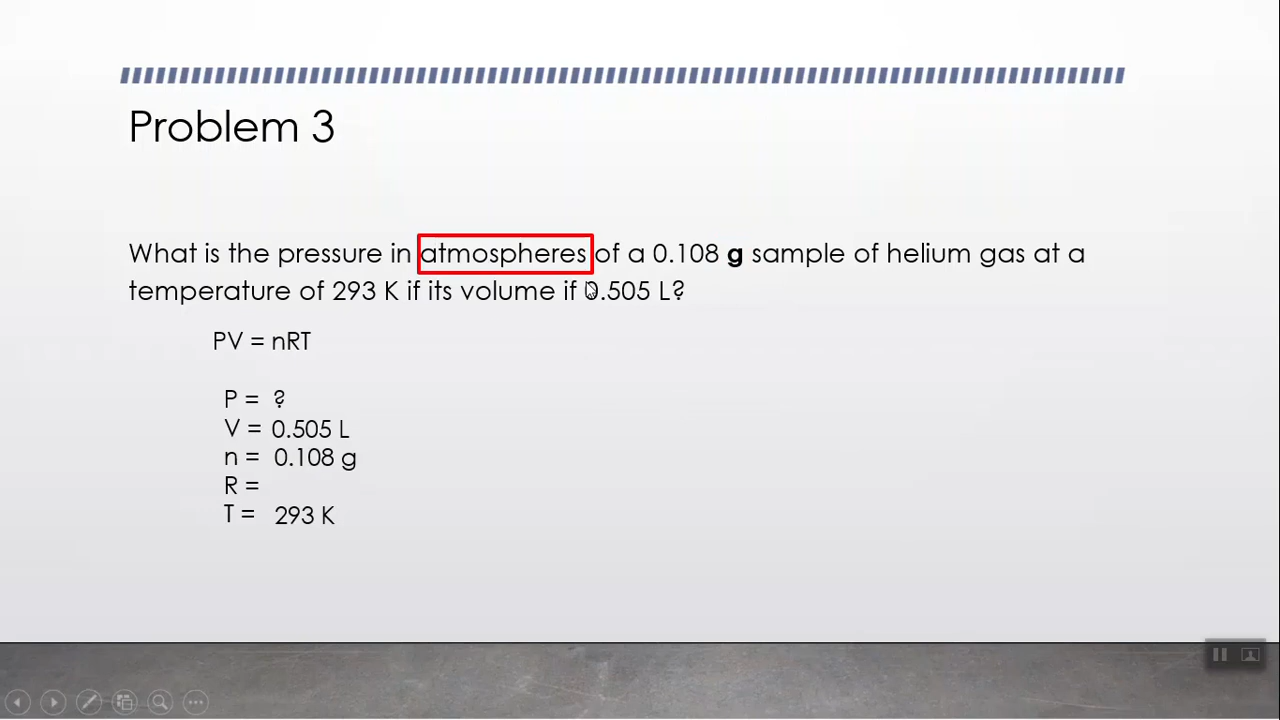 Problem 3
What is the pressure in atmospheres of a 0.108 g sample of helium gas at a
temperature of 293 K if its volume if 0.505 L?
PV = nRT
P = ?
V = 0.505 L
n = 0.108 g
R =
T = 293 K